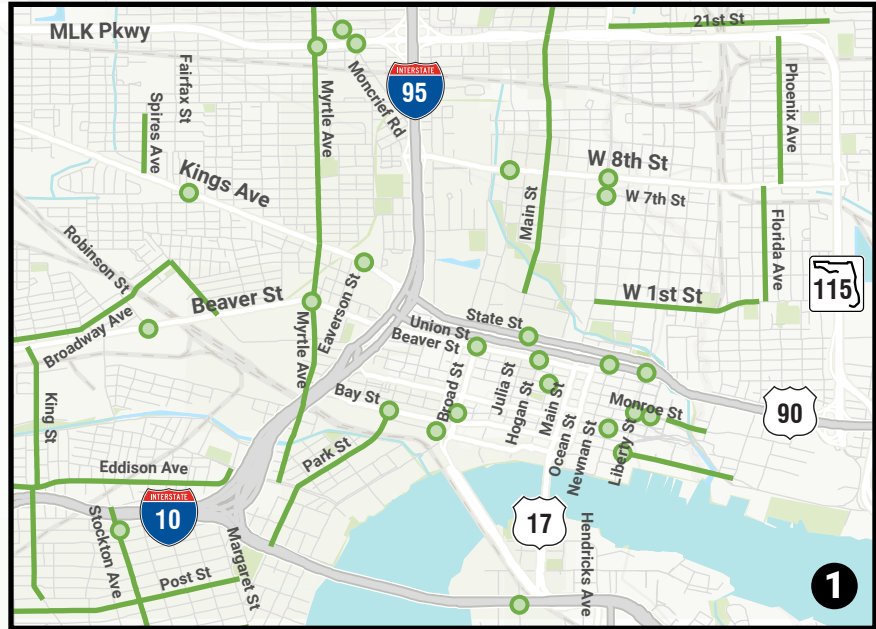 21st St
MLK Pkwy
Fairfax St
Spires Ave
Myrtle Ave
Moncrief Rd
INTERSTATE
95
Phoenix Ave
Kings Ave
W 8th St
W 7th St
Main St
Florida Ave
Robinson St
115
Beaver St
Broadway Ave
Eaverson St
W 1st St
State St
Union St
Beaver St
Myrtle Ave
King St
Bay St
Broad St
Julia St
Hogan St
Main St
Ocean St
Newnan St
Liberty St
Monroe St
90
Park St
Eddison Ave
INTERSTATE
10
17
Stockton Ave
Margaret St
Hendricks Ave
Post St
1